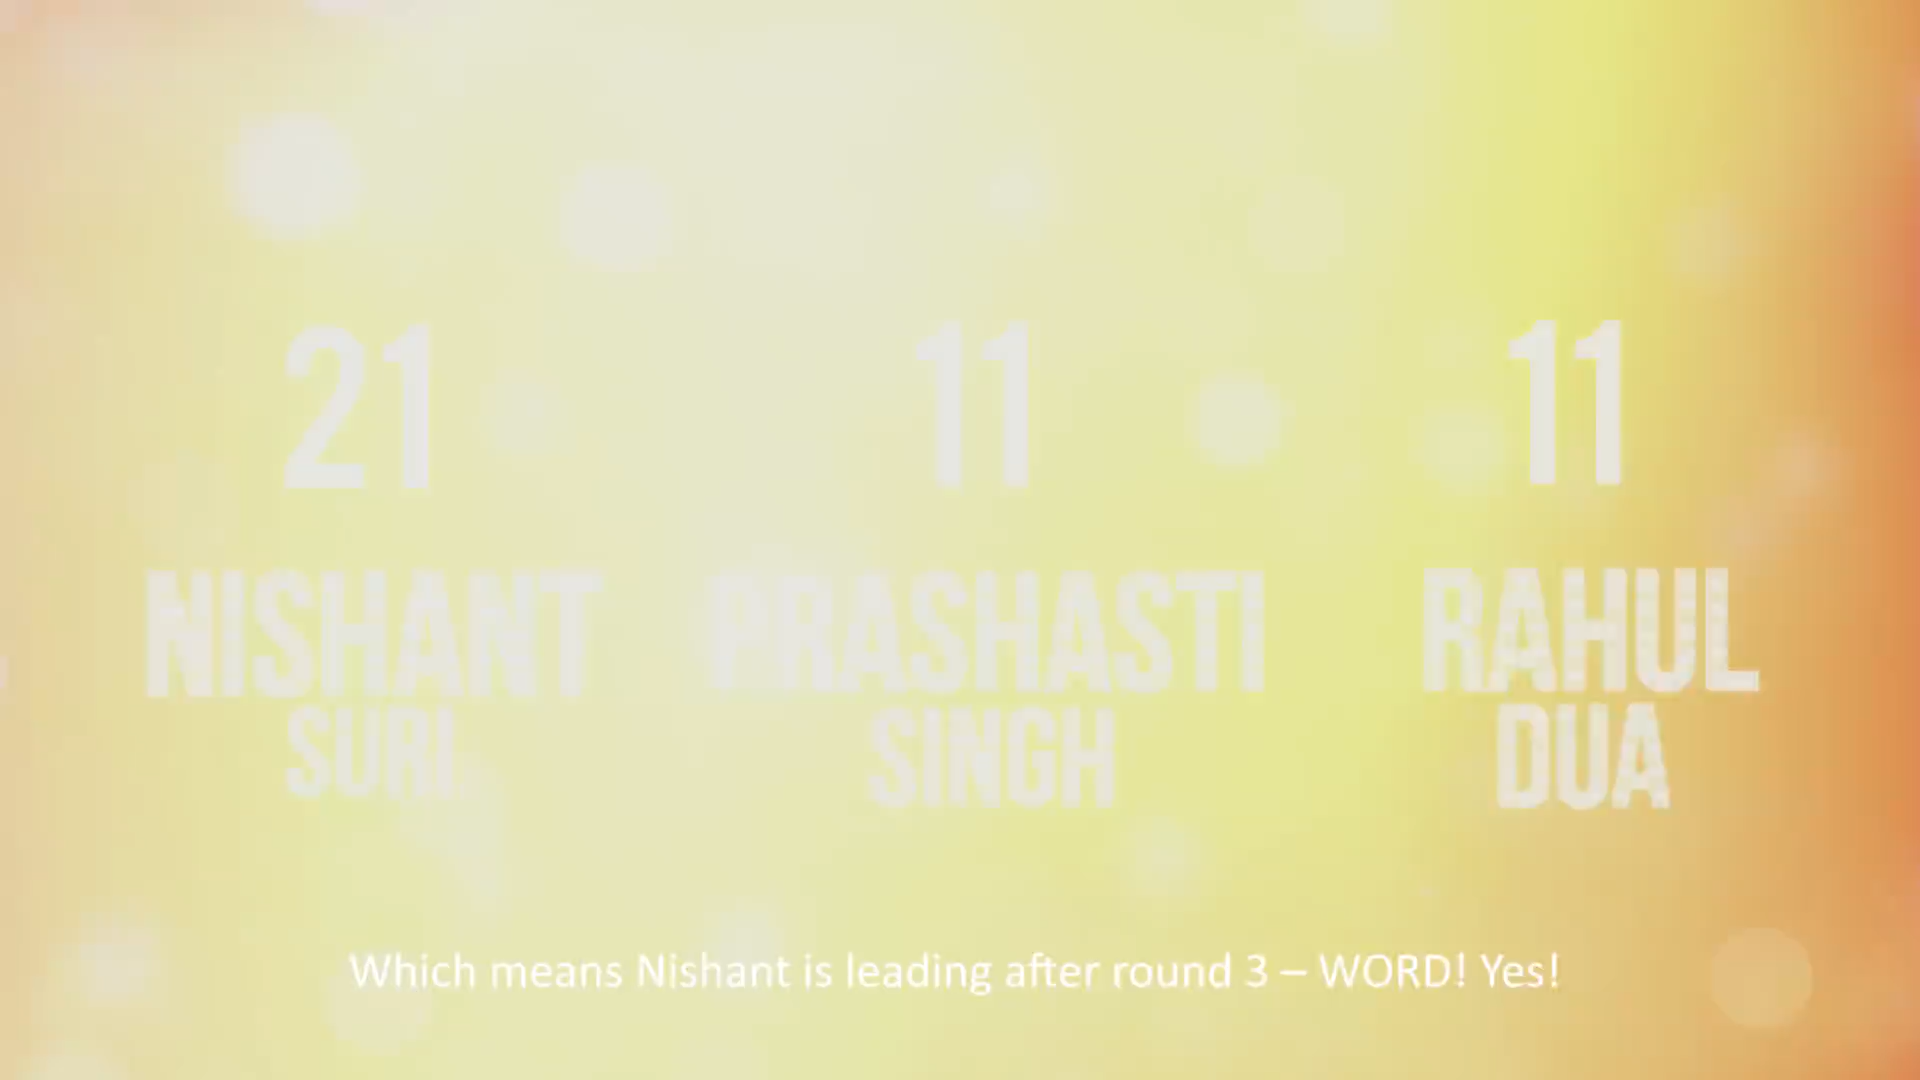 21 11 11
NISHANT PRASHASTI RAHUL
SURI SINGH DUA
Which means Nishant is leading after round 3 – WORD! Yes!